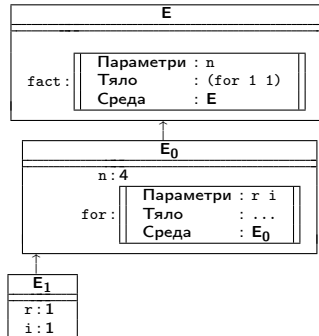 E
Параметри : n
fact : Тяло : (for 1 1)
Среда : E
E0
n : 4
Параметри : r i
for : Тяло : ...
Среда : E0
E1
r : 1
i : 1